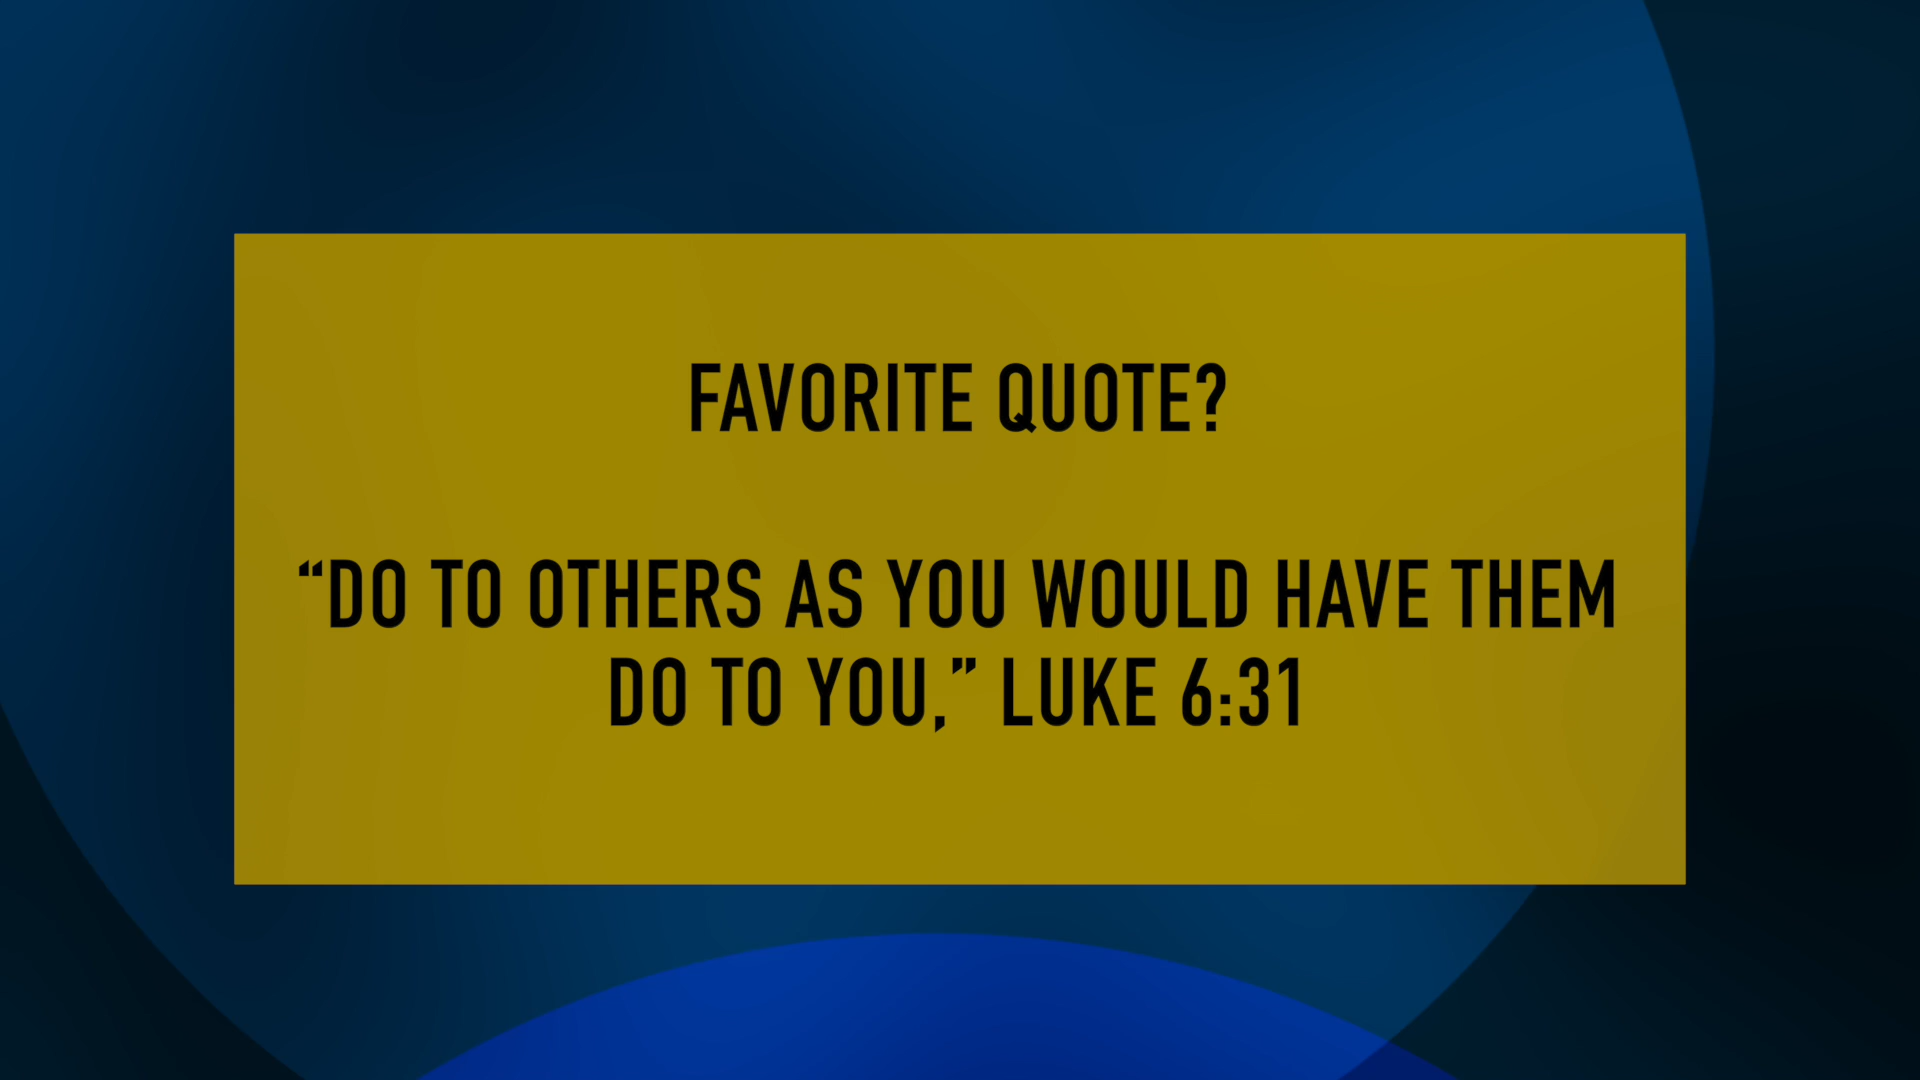 FAVORITE QUOTE?
“DO TO OTHERS AS YOU WOULD HAVE THEM
DO TO YOU,” LUKE 6:31